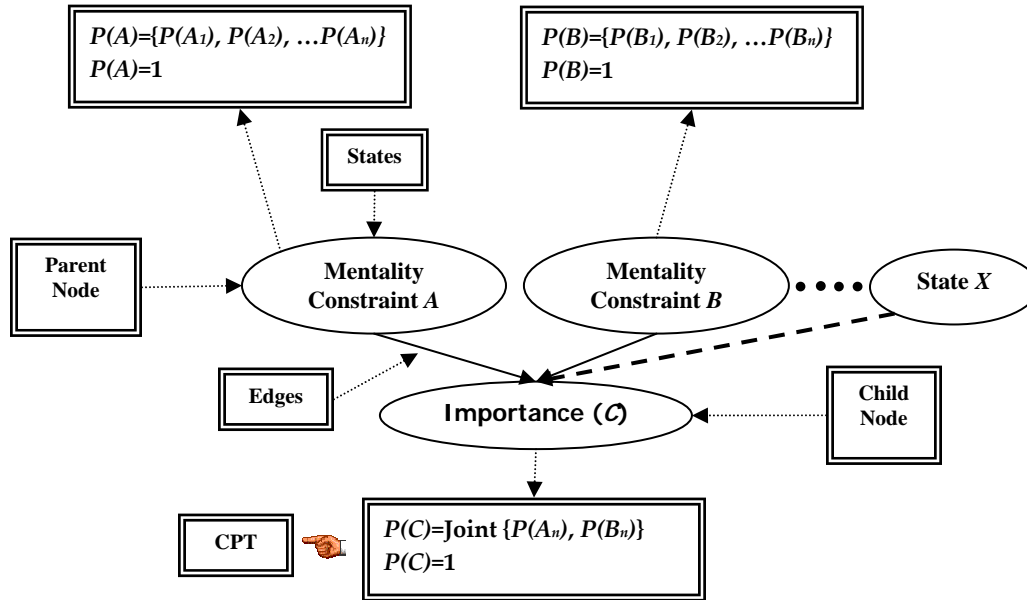 P(A)={P(A1), P(A2), …P(An)}
P(A)=1
P(B)={P(B1), P(B2), …P(Bn)}
P(B)=1
States
Parent
Node
Mentality
Constraint A
Mentality
Constraint B
State X
Edges
Importance (C)
Child
Node
CPT
P(C)=Joint {P(An), P(Bn)}
P(C)=1